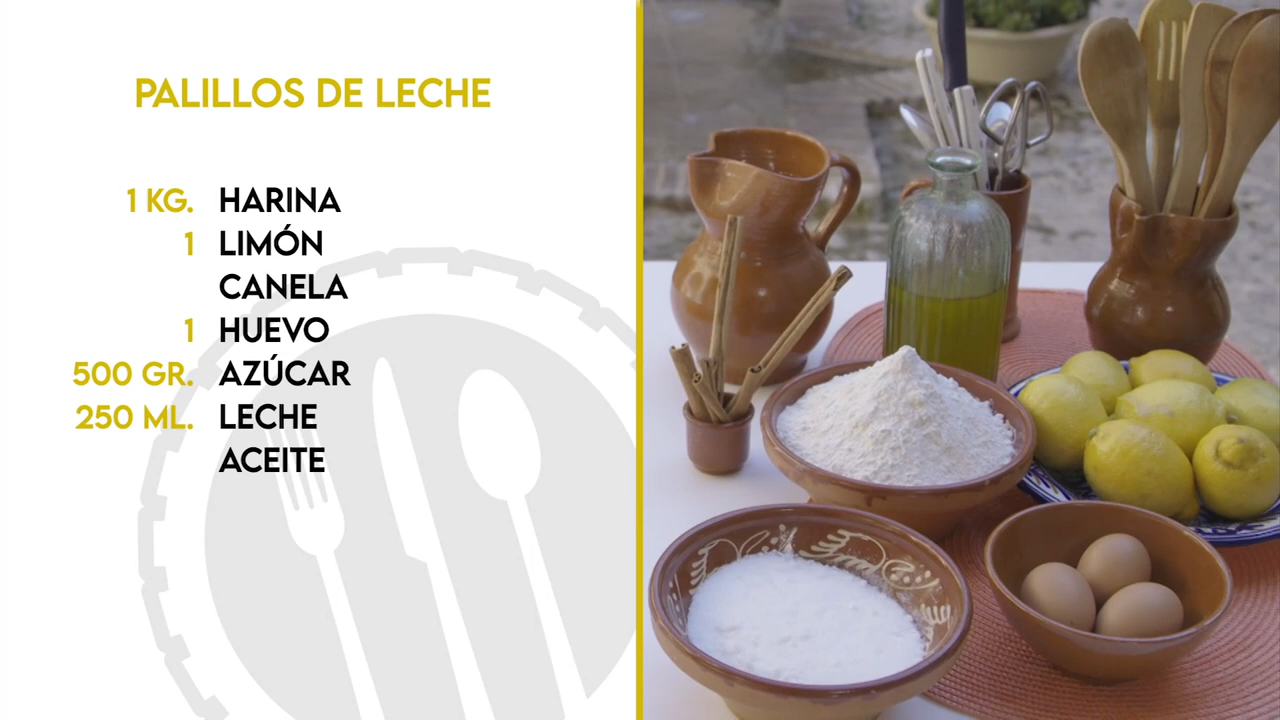 PALILLOS DE LECHE
1 KG. HARINA
1 LIMÓN
CANELA
1 HUEVO
500 GR. AZÚCAR
250 ML. LECHE
ACEITE